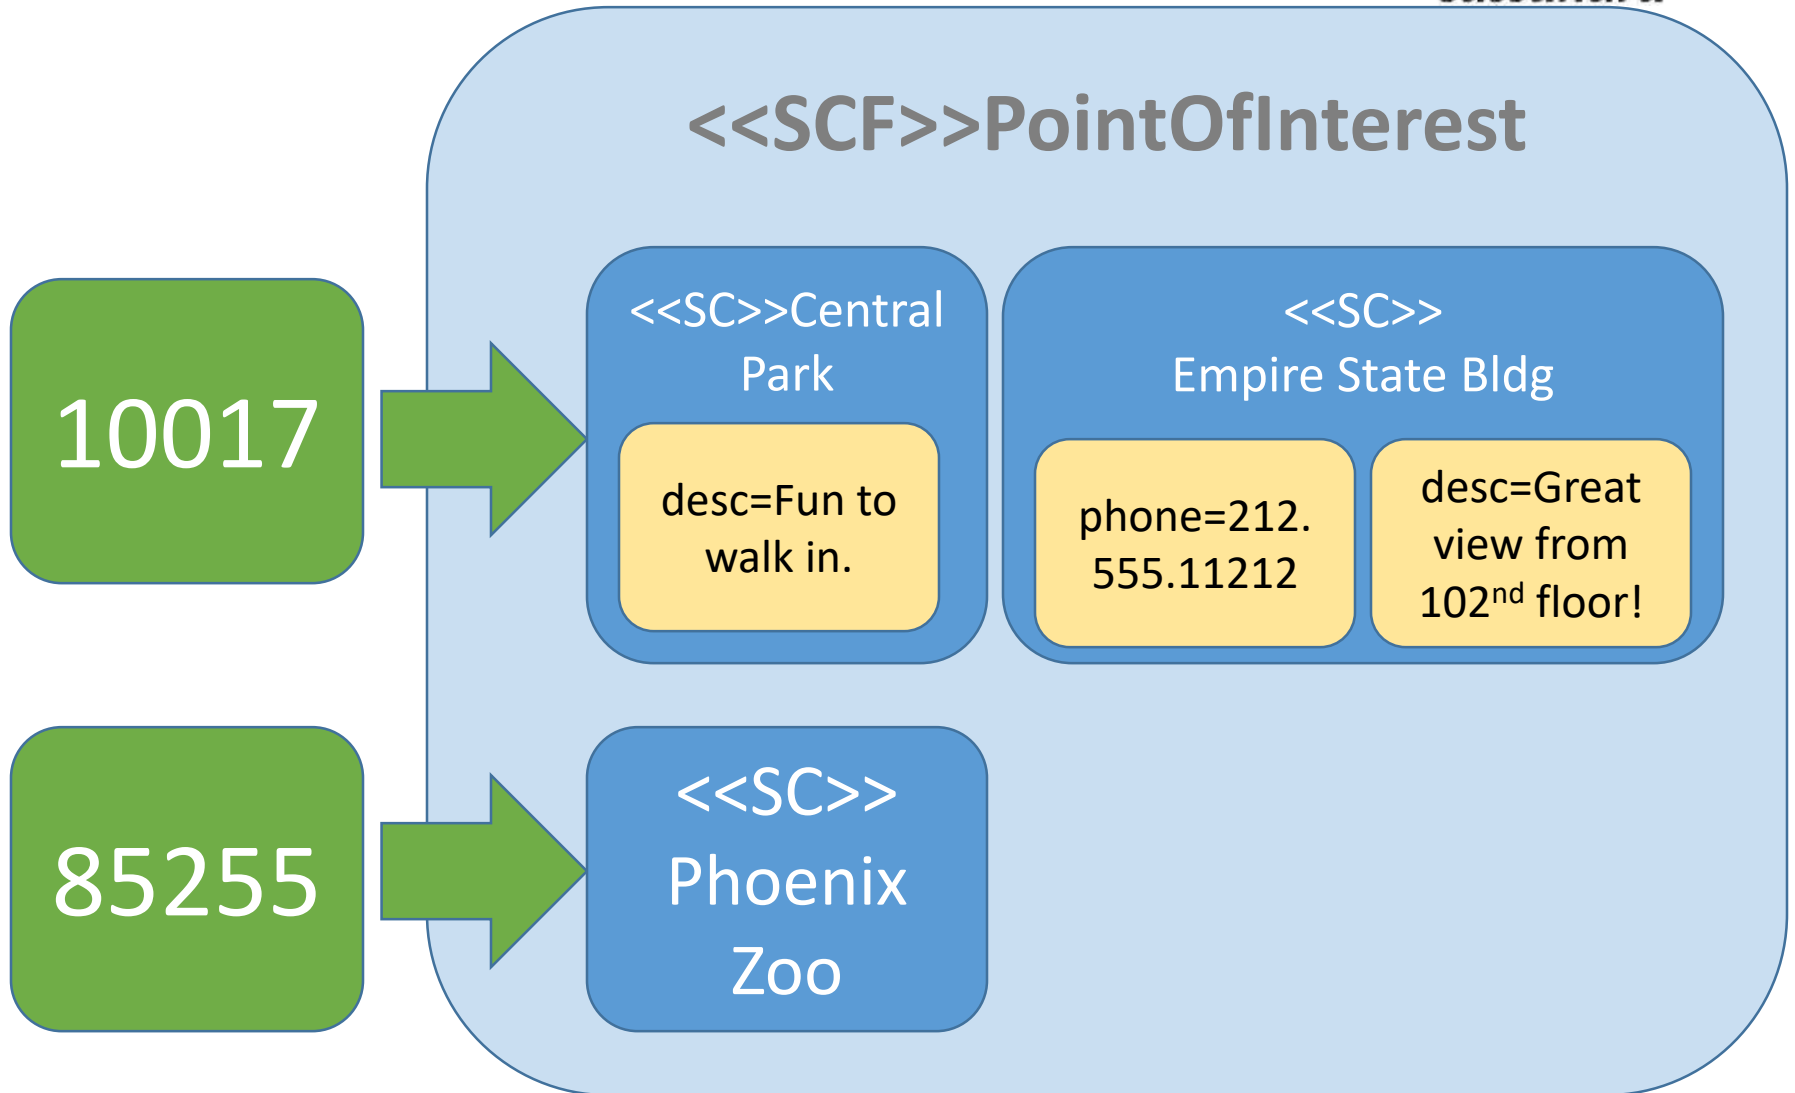 <<SCF>>PointOfInterest
10017
<<SC>>Central
Park
desc=Fun to
walk in.
<<SC>>
Empire State Bldg
phone=212.
555.11212
desc=Great
view from
102nd floor!
85255
<<SC>>
Phoenix
Zoo